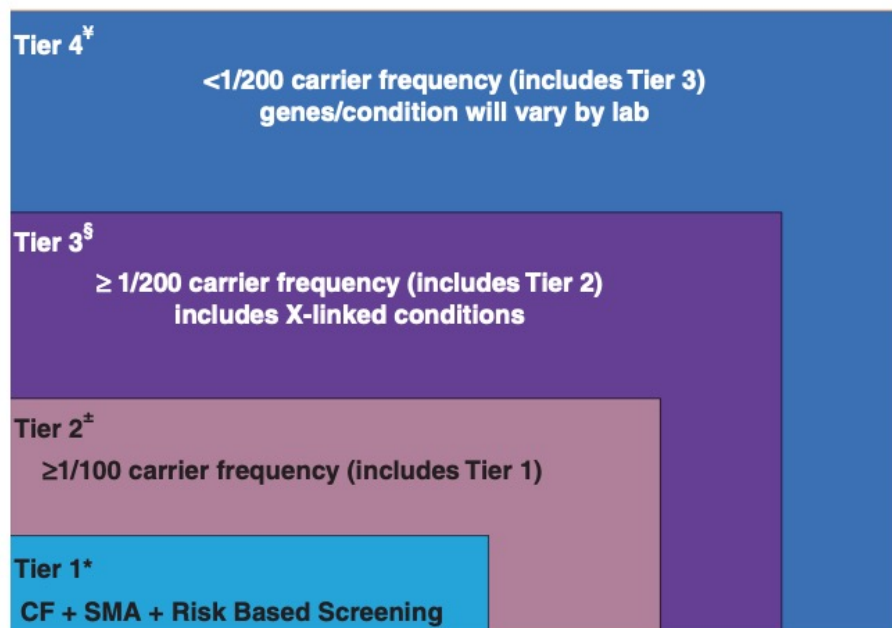 Tier 4¥
<1/200 carrier frequency (includes Tier 3)
genes/condition will vary by lab
Tier 3§
≥ 1/200 carrier frequency (includes Tier 2)
includes X-linked conditions
Tier 2±
≥1/100 carrier frequency (includes Tier 1)
Tier 1*
CF + SMA + Risk Based Screening